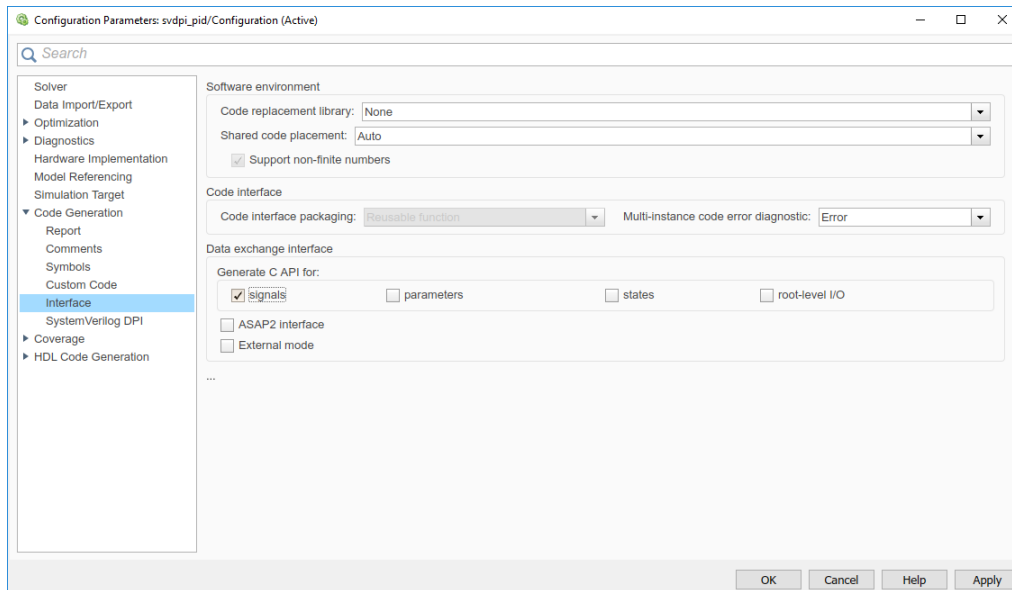 Configuration Parameters: svdpi_pid/Configuration (Active)
Search
Solver
Data Import/Export
Optimization
Diagnostics
Hardware Implementation
Model Referencing
Simulation Target
Code Generation
Report
Comments
Symbols
Custom Code
Interface
SystemVerilog DPI
Coverage
HDL Code Generation
Software environment
Code replacement library: None
Shared code placement: Auto
Support non-finite numbers
Code interface
Code interface packaging: Reusable function Multi-instance code error diagnostic: Error
Data exchange interface
Generate C API for:
signals parameters states root-level I/O
ASAP2 interface
External mode
...
OK Cancel Help Apply